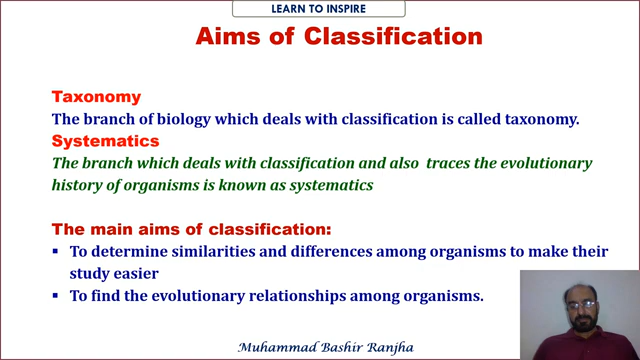 LEARN TO INSPIRE
Aims of Classification
Taxonomy
The branch of biology which deals with classification is called taxonomy.
Systematics
The branch which deals with classification and also traces the evolutionary
history of organisms is known as systematics
The main aims of classification:
▪ To determine similarities and differences among organisms to make their
study easier
▪ To find the evolutionary relationships among organisms.
Muhammad Bashir Ranjha